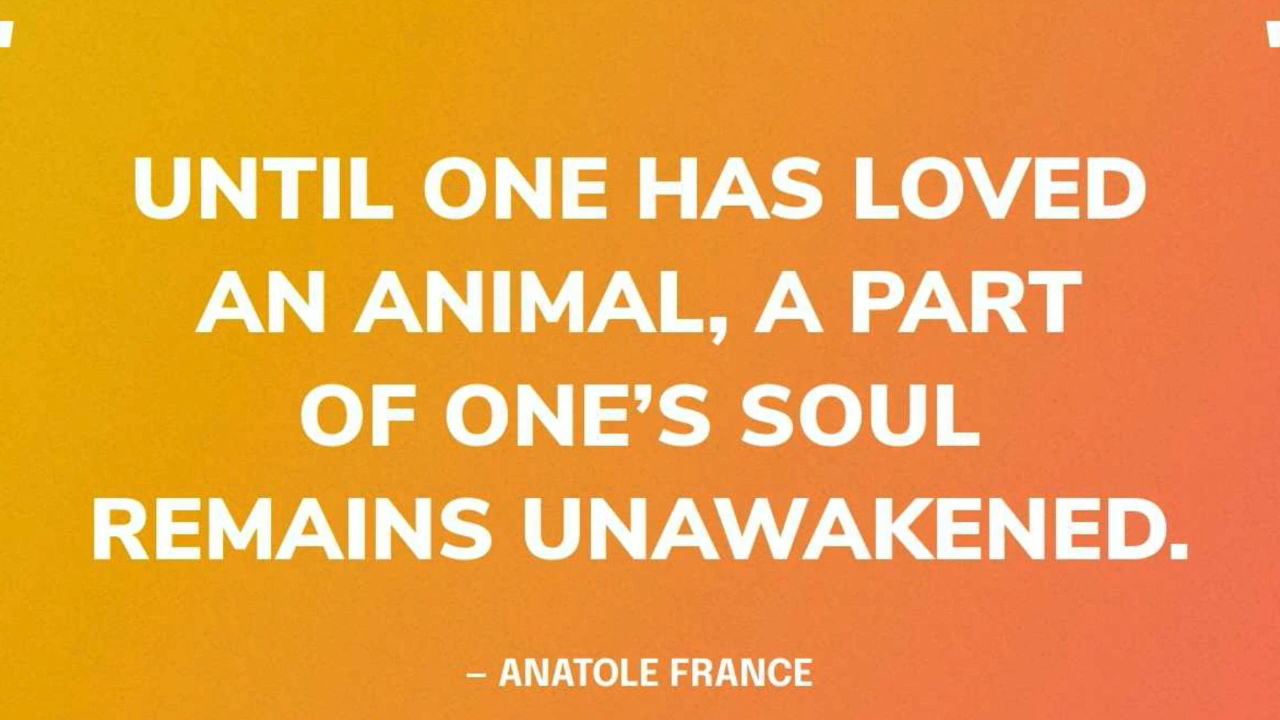 UNTIL ONE HAS LOVED
AN ANIMAL, A PART
OF ONE’S SOUL
REMAINS UNAWAKENED.
– ANATOLE FRANCE